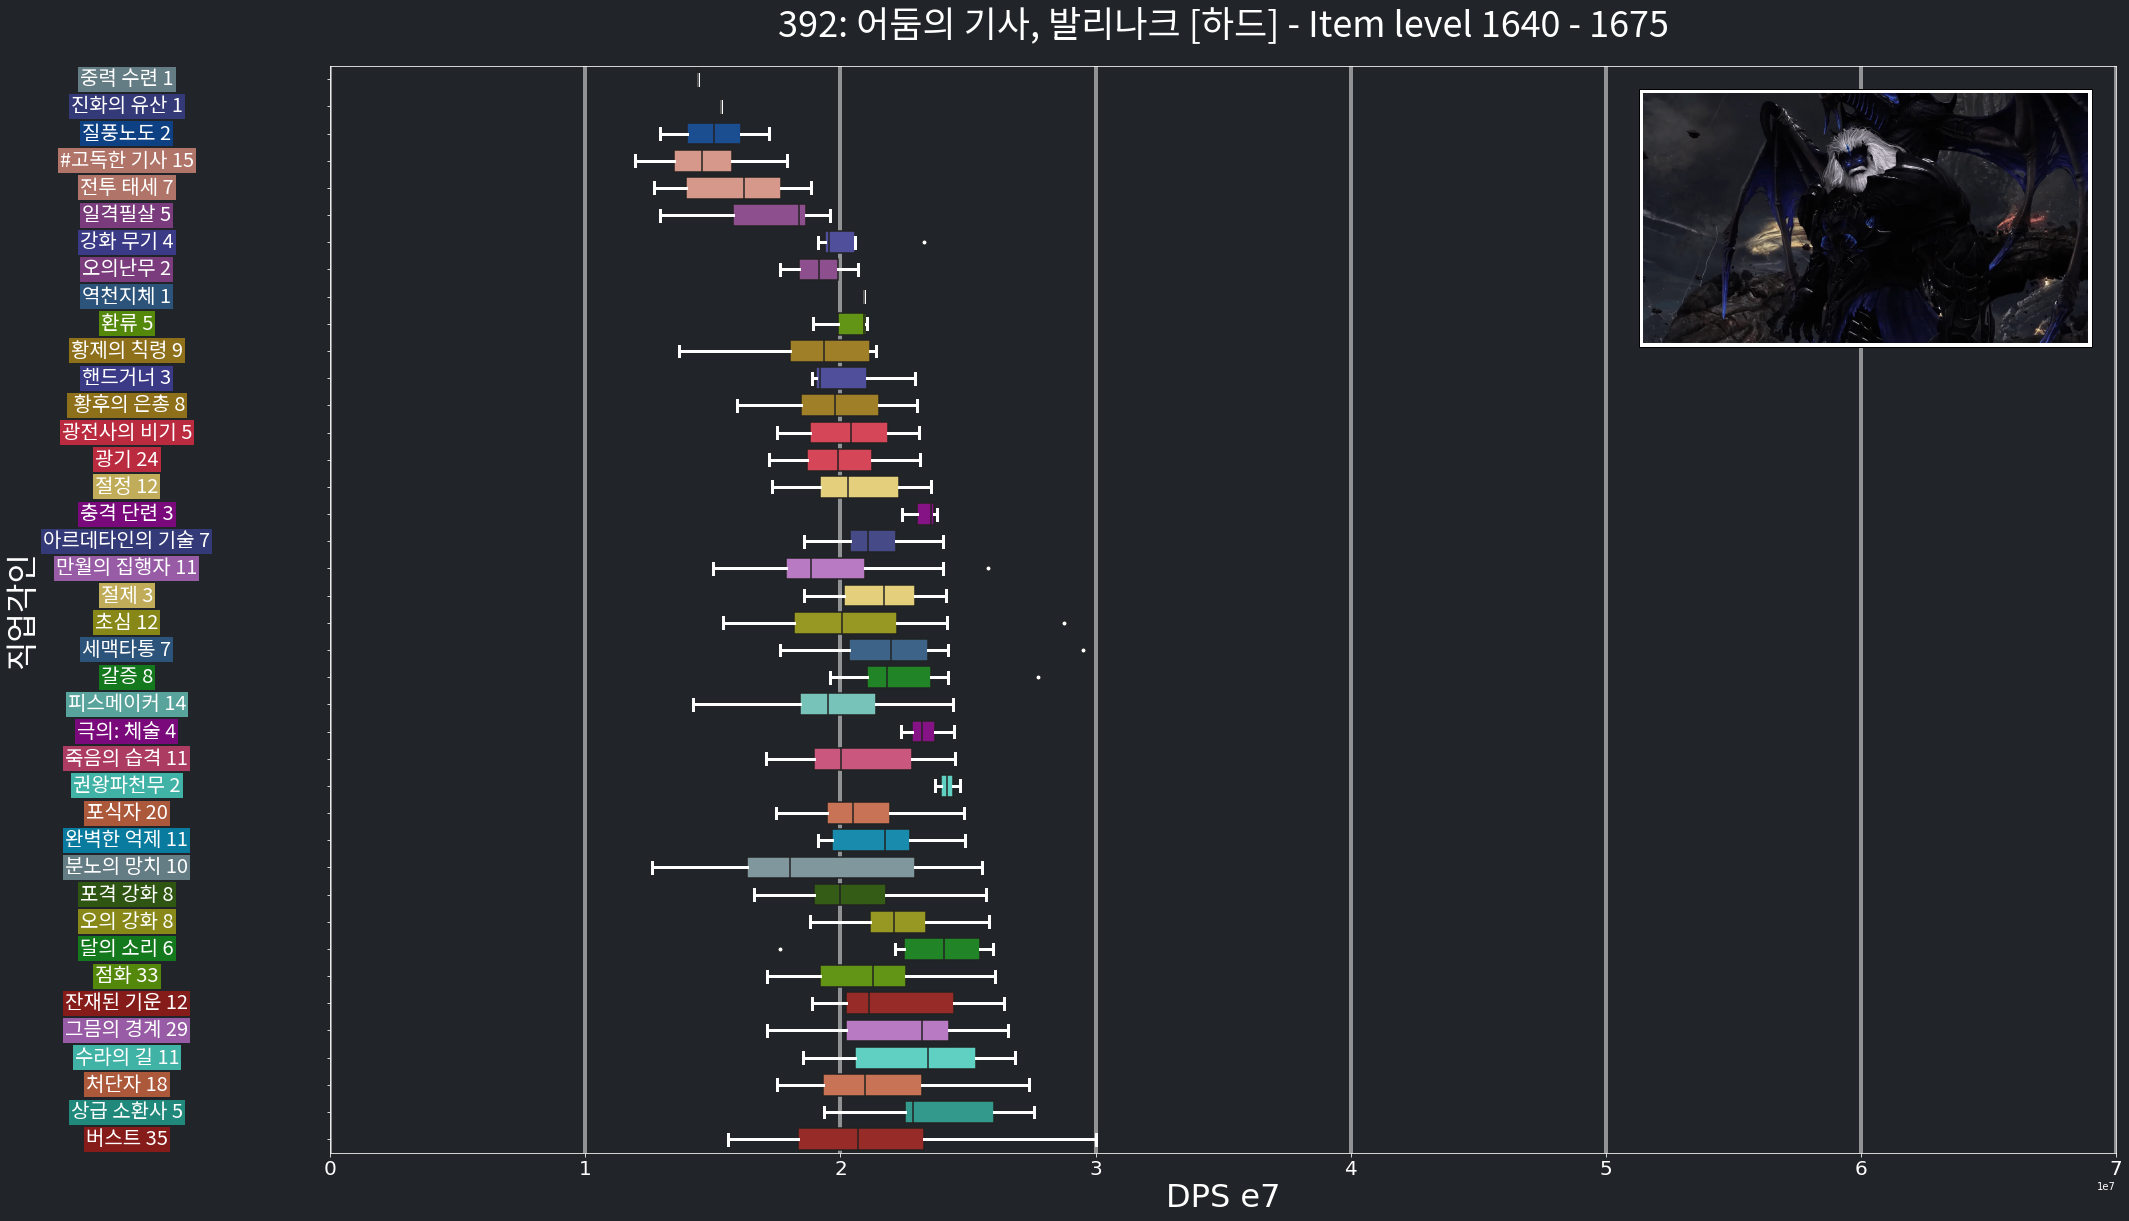 392: 어둠의 기사, 발리나크 [하드] - Item level 1640 - 1675
직업각인
중력 수련 1
진화의 유산 1
질풍노도 2
#고독한 기사 15
전투 태세 7
일격필살 5
강화 무기 4
오의난무 2
역천지체 1
환류 5
황제의 칙령 9
핸드거너 3
황후의 은총 8
광전사의 비기 5
광기 24
절정 12
충격 단련 3
아르데타인의 기술 7
만월의 집행자 11
절제 3
초심 12
세맥타통 7
갈증 8
피스메이커 14
극의: 체술 4
죽음의 습격 11
권왕파천무 2
포식자 20
완벽한 억제 11
분노의 망치 10
포격 강화 8
오의 강화 8
달의 소리 6
점화 33
잔재된 기운 12
그믐의 경계 29
수라의 길 11
처단자 18
상급 소환사 5
버스트 35
0 1 2 3 4 5 6 7
1e7
DPS e7